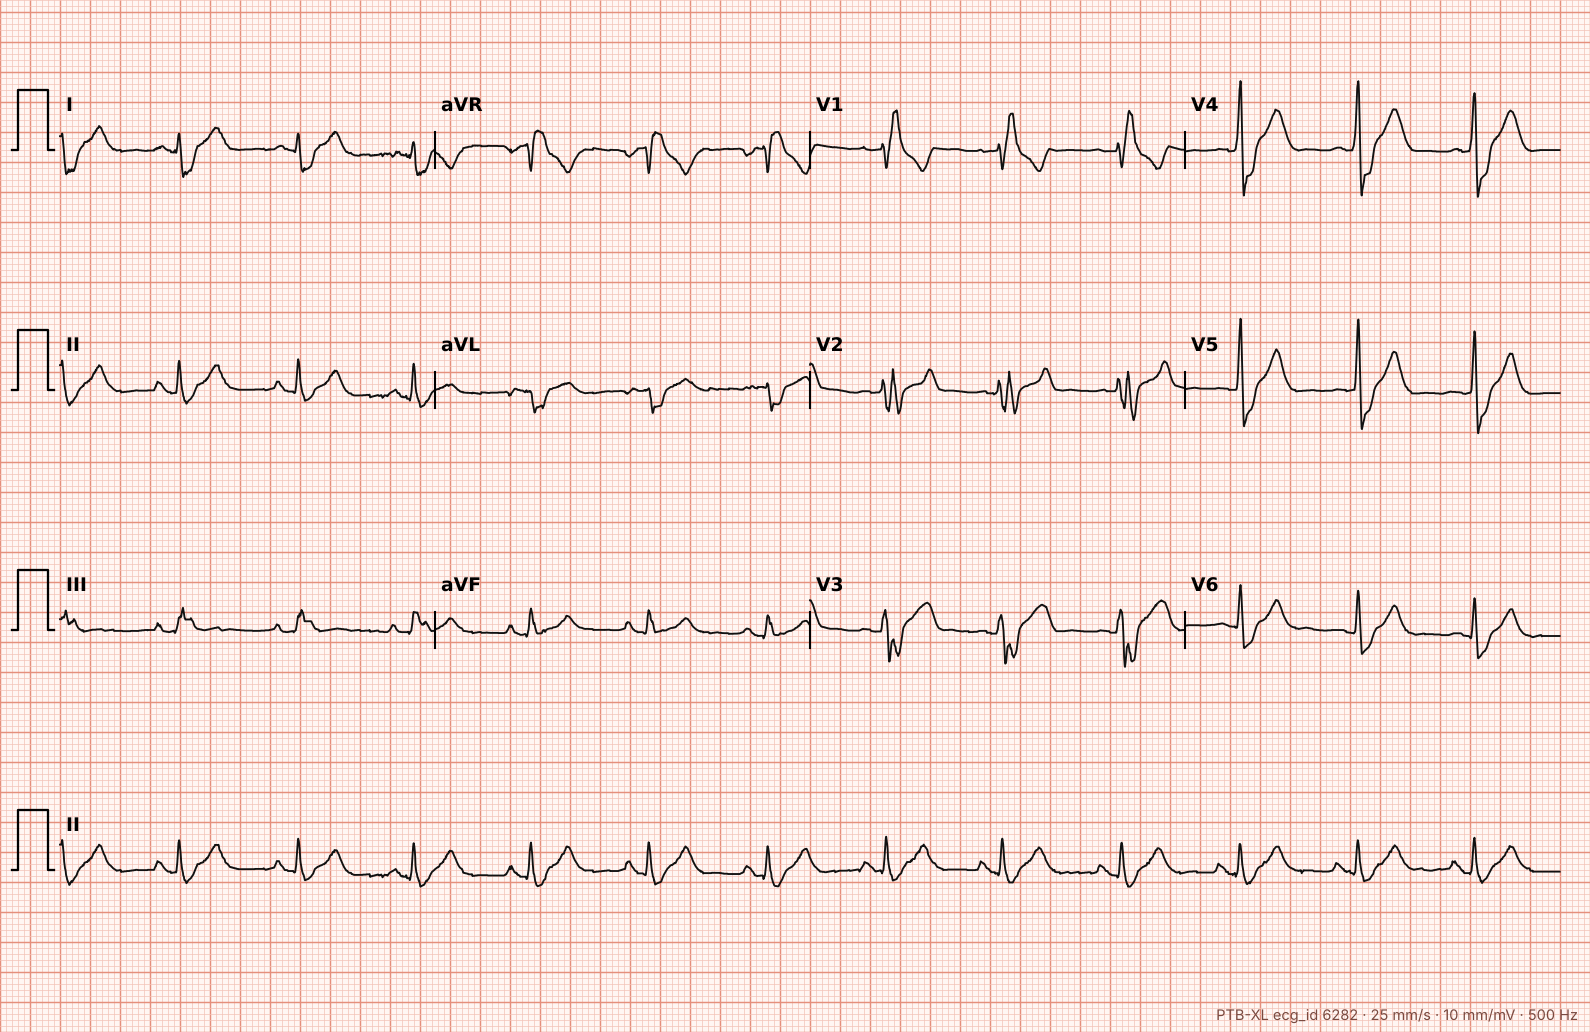 I aVR V1 V4
II aVL V2 V5
III aVF V3 V6
II
PTB-XL ecg_id 6282 · 25 mm/s · 10 mm/mV · 500 Hz